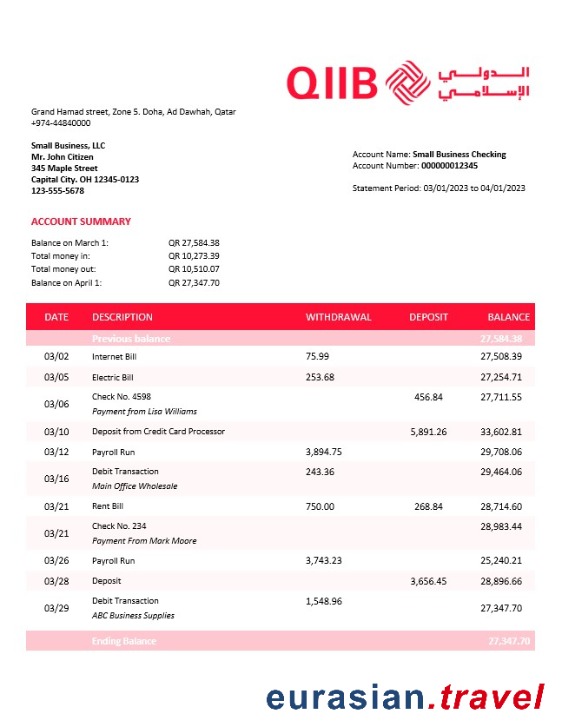 QIIB
الــدولــي
الإســلامــي
Grand Hamad street, Zone 5. Doha, Ad Dawhah, Qatar
+974-44840000
Small Business, LLC
Mr. John Citizen
345 Maple Street
Capital City. OH 12345-0123
123-555-5678
Account Name: Small Business Checking
Account Number: 000000012345
Statement Period: 03/01/2023 to 04/01/2023
ACCOUNT SUMMARY
Balance on March 1: QR 27,584.38
Total money in: QR 10,273.39
Total money out: QR 10,510.07
Balance on April 1: QR 27,347.70
DATE DESCRIPTION WITHDRAWAL DEPOSIT BALANCE
Previous balance 27,584.38
03/02 Internet Bill 75.99 27,508.39
03/05 Electric Bill 253.68 27,254.71
03/06 Check No. 4598 456.84 27,711.55
Payment from Lisa Williams
03/10 Deposit from Credit Card Processor 5,891.26 33,602.81
03/12 Payroll Run 3,894.75 29,708.06
03/16 Debit Transaction 243.36 29,464.06
Main Office Wholesale
03/21 Rent Bill 750.00 268.84 28,714.60
03/21 Check No. 234 28,983.44
Payment From Mark Moore
03/26 Payroll Run 3,743.23 25,240.21
03/28 Deposit 3,656.45 28,896.66
03/29 Debit Transaction 1,548.96 27,347.70
ABC Business Supplies
Ending Balance 27,347.70
eurasian.travel